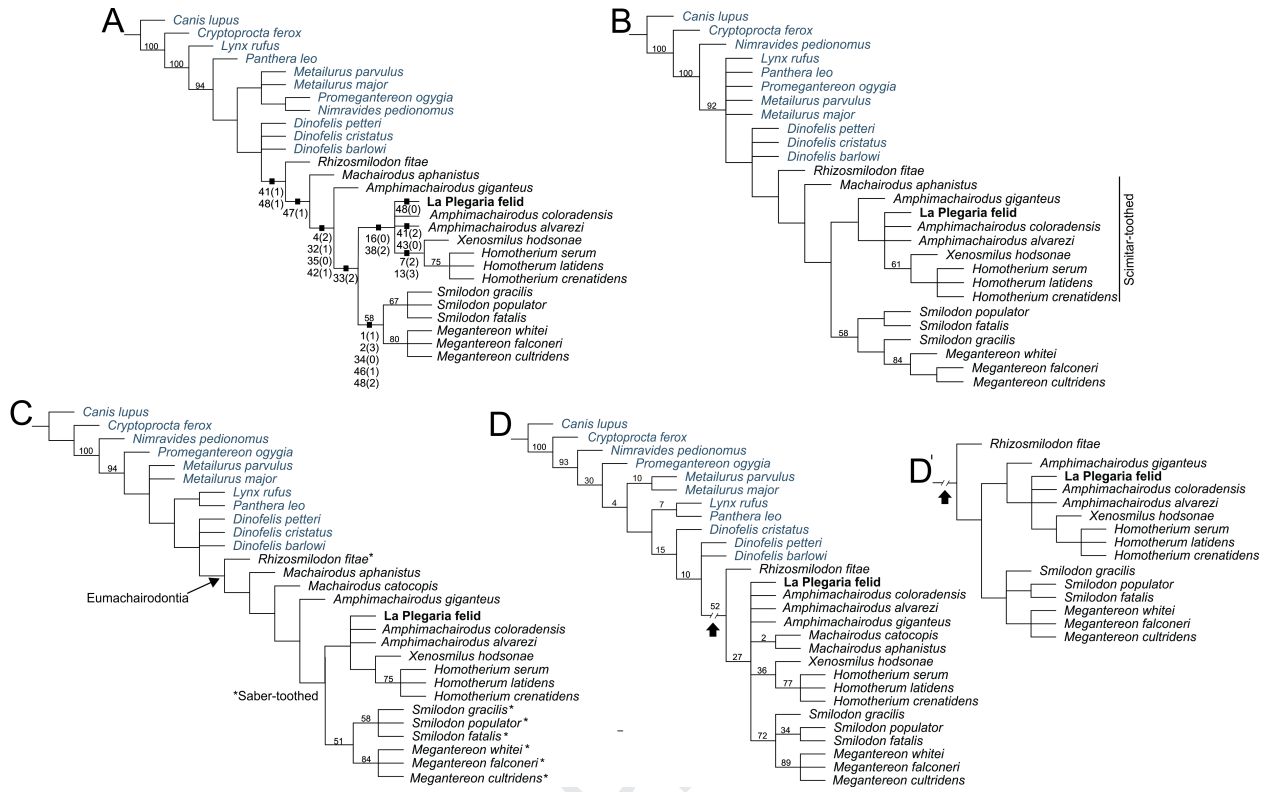 A
Canis lupus
Cryptoprocta ferox
100
Lynx rufus
100
Panthera leo
94
Metailurus parvulus
Metailurus major
Promegantereon ogygia
Nimravides pedionomus
Dinofelis petteri
Dinofelis cristatus
Dinofelis barlowi
Rhizosmilodon fitae
41(1)
48(1)
Machairodus aphanistus
47(1)
Amphimachairodus giganteus
4(2)
32(1)
35(0)
42(1)
33(2)
La Plegaria felid
48(0)
Amphimachairodus coloradensis
16(0)
38(2)
Amphimachairodus alvarezi
41(2)
43(0)
Xenosmilus hodsonae
7(2)
13(3)
75
Homotherium serum
Homotherium latidens
Homotherium crenatidens
Smilodon gracilis
67
Smilodon populator
Smilodon fatalis
58
1(1)
2(3)
34(0)
46(1)
48(2)
Megantereon whitei
80
Megantereon falconeri
Megantereon cultridens
B
Canis lupus
Cryptoprocta ferox
100
Nimravides pedionomus
100
Lynx rufus
Panthera leo
Promegantereon ogygia
Metailurus parvulus
92
Metailurus major
Dinofelis petteri
Dinofelis cristatus
Dinofelis barlowi
Rhizosmilodon fitae
Machairodus aphanistus
Amphimachairodus giganteus
La Plegaria felid
Amphimachairodus coloradensis
Amphimachairodus alvarezi
Xenosmilus hodsonae
61
Homotherium serum
Homotherium latidens
Homotherium crenatidens
Scimitar-toothed
Smilodon populator
Smilodon fatalis
58
Smilodon gracilis
Megantereon whitei
84
Megantereon falconeri
Megantereon cultridens
C
Canis lupus
Cryptoprocta ferox
Nimravides pedionomus
100
Promegantereon ogygia
94
Metailurus parvulus
Metailurus major
Lynx rufus
Panthera leo
Dinofelis petteri
Dinofelis cristatus
Dinofelis barlowi
Rhizosmilodon fitae*
Machairodus aphanistus
Machairodus catocopis
Eumachairodontia
Amphimachairodus giganteus
La Plegaria felid
Amphimachairodus coloradensis
Amphimachairodus alvarezi
Xenosmilus hodsonae
75
Homotherium serum
Homotherium latidens
Homotherium crenatidens
*Saber-toothed
Smilodon gracilis*
58
Smilodon populator*
Smilodon fatalis*
51
Megantereon whitei*
84
Megantereon falconeri*
Megantereon cultridens*
D
Canis lupus
Cryptoprocta ferox
100
Nimravides pedionomus
93
Promegantereon ogygia
30
10
Metailurus parvulus
Metailurus major
4
7
Lynx rufus
Panthera leo
Dinofelis cristatus
15
Dinofelis petteri
Dinofelis barlowi
10
Rhizosmilodon fitae
52
La Plegaria felid
Amphimachairodus coloradensis
Amphimachairodus alvarezi
Amphimachairodus giganteus
2
Machairodus catocopis
Machairodus aphanistus
27
Xenosmilus hodsonae
36
77
Homotherium serum
Homotherium latidens
Homotherium crenatidens
Smilodon gracilis
34
Smilodon populator
72
Smilodon fatalis
Megantereon whitei
89
Megantereon falconeri
Megantereon cultridens
D'
Rhizosmilodon fitae
Amphimachairodus giganteus
La Plegaria felid
Amphimachairodus coloradensis
Amphimachairodus alvarezi
Xenosmilus hodsonae
Homotherium serum
Homotherium latidens
Homotherium crenatidens
Smilodon gracilis
Smilodon populator
Smilodon fatalis
Megantereon whitei
Megantereon falconeri
Megantereon cultridens